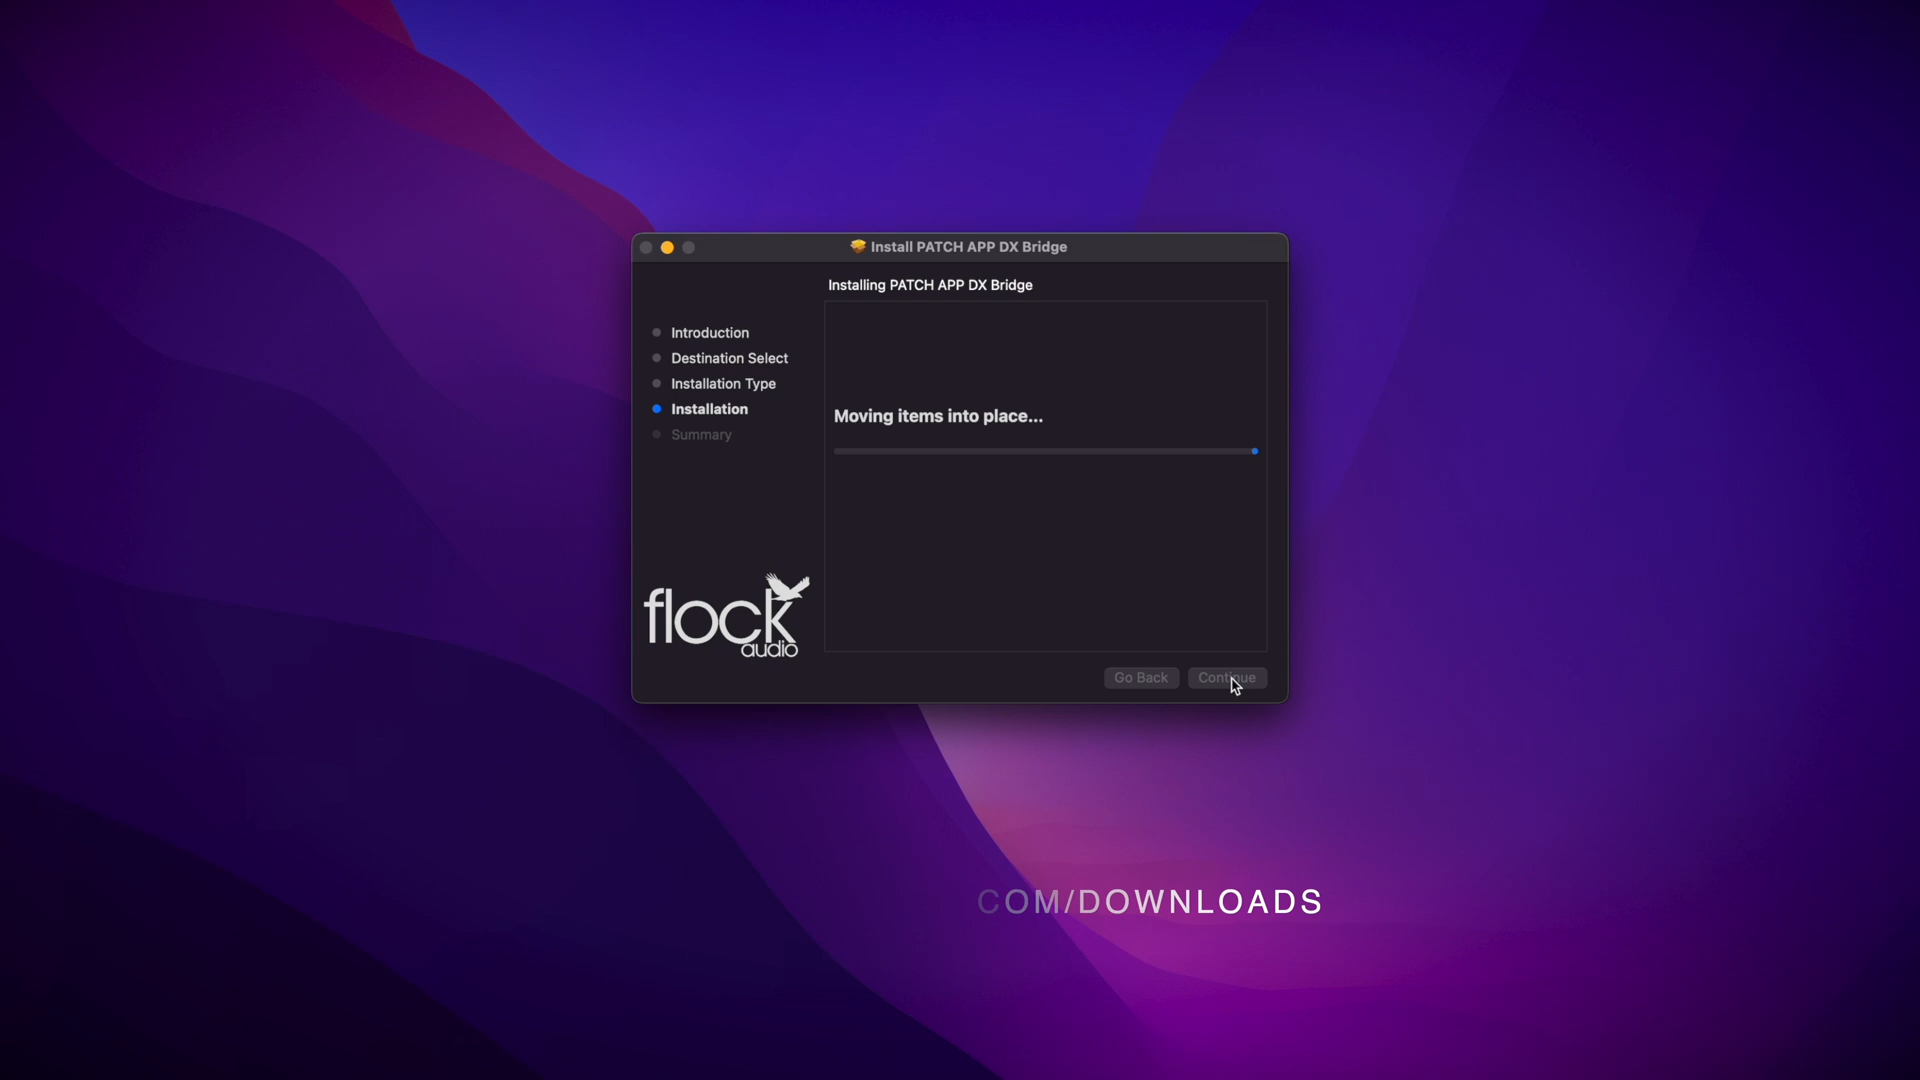 Install PATCH APP DX Bridge
Installing PATCH APP DX Bridge
Introduction
Destination Select
Installation Type
Installation
Summary
Moving items into place...
flock
audio
Go Back
Continue
COM/DOWNLOADS